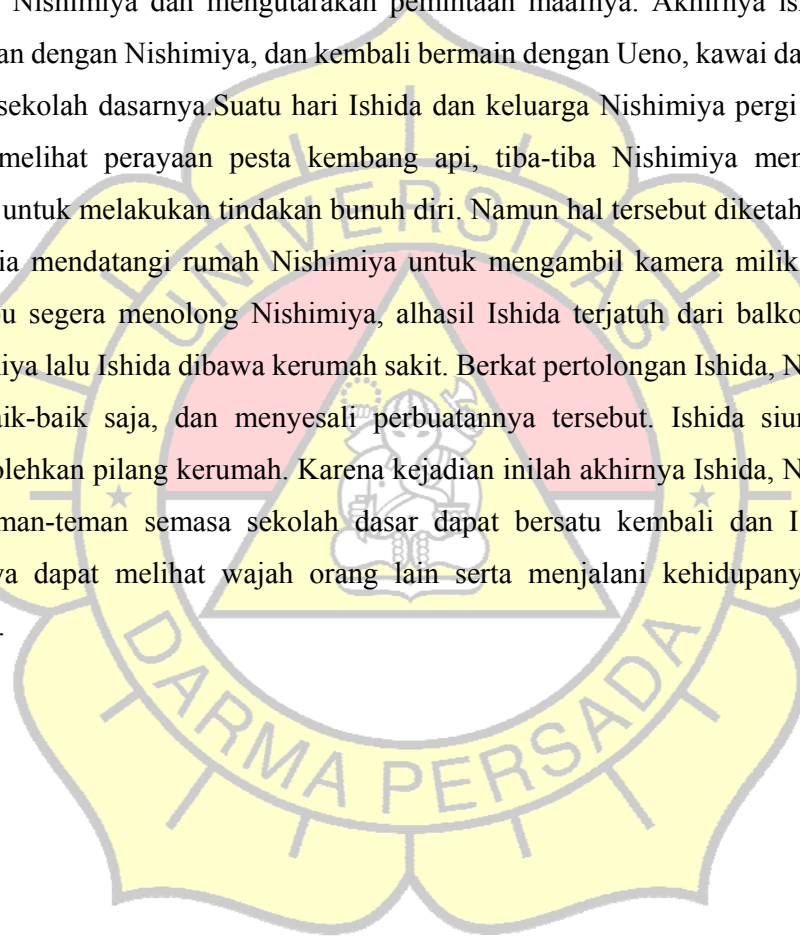 Nishimiya dan mengutarakan pemintaan maafnya. Akhirnya is
an dengan Nishimiya, dan kembali bermain dengan Ueno, kawai da
sekolah dasarnya.Suatu hari Ishida dan keluarga Nishimiya pergi
melihat perayaan pesta kembang api, tiba-tiba Nishimiya men
untuk melakukan tindakan bunuh diri. Namun hal tersebut diketah
ia mendatangi rumah Nishimiya untuk mengambil kamera milik
pu segera menolong Nishimiya, alhasil Ishida terjatuh dari balko
iya lalu Ishida dibawa kerumah sakit. Berkat pertolongan Ishida, N
aik-baik saja, dan menyesali perbuatannya tersebut. Ishida siu
olehkan pilang kerumah. Karena kejadian inilah akhirnya Ishida, N
man-teman semasa sekolah dasar dapat bersatu kembali dan I
ya dapat melihat wajah orang lain serta menjalani kehidupany
.
UNIVERSITAS
DARMA PERSADA